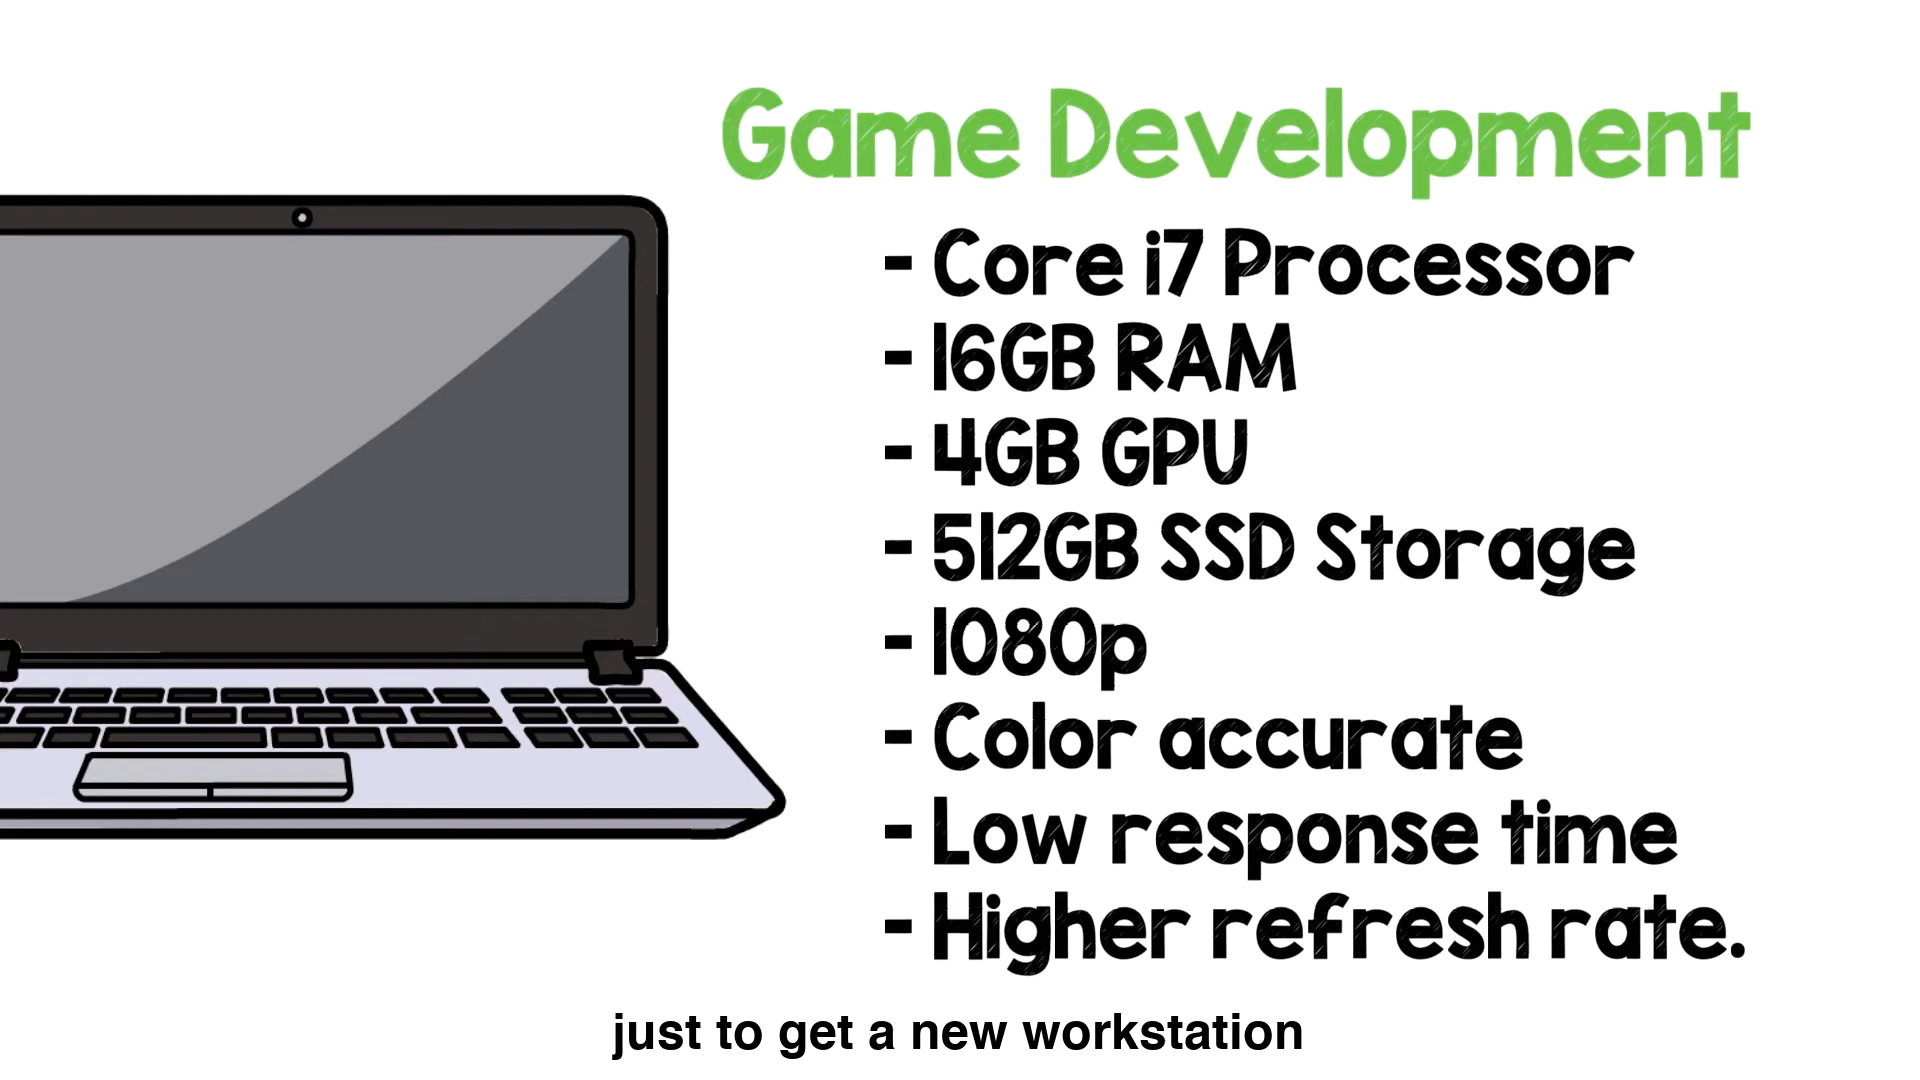 Game Development
- Core i7 Processor
- 16GB RAM
- 4GB GPU
- 512GB SSD Storage
- 1080p
- Color accurate
- Low response time
- Higher refresh rate.
just to get a new workstation